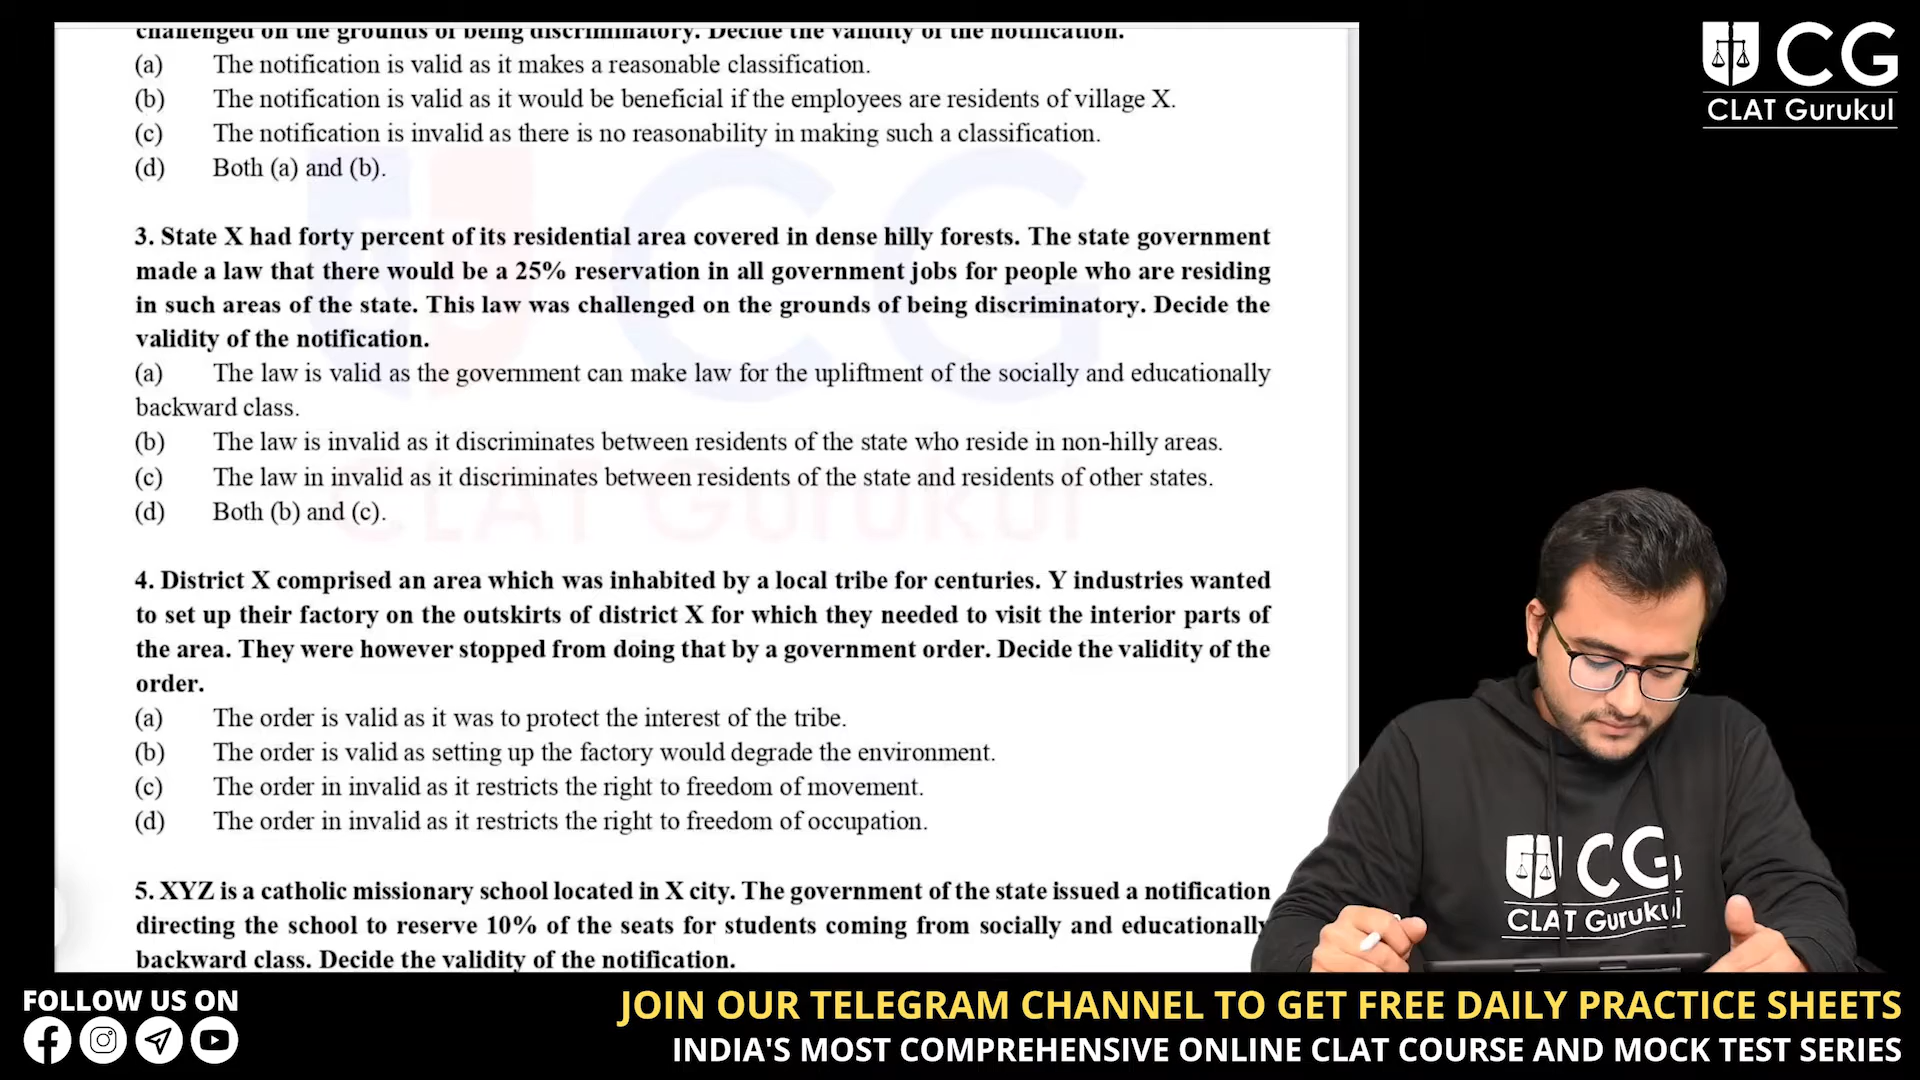 challenged on the grounds of being discriminatory. Decide the validity of the notification.
(a) The notification is valid as it makes a reasonable classification.
(b) The notification is valid as it would be beneficial if the employees are residents of village X.
(c) The notification is invalid as there is no reasonability in making such a classification.
(d) Both (a) and (b).
3. State X had forty percent of its residential area covered in dense hilly forests. The state government
made a law that there would be a 25% reservation in all government jobs for people who are residing
in such areas of the state. This law was challenged on the grounds of being discriminatory. Decide the
validity of the notification.
(a) The law is valid as the government can make law for the upliftment of the socially and educationally
backward class.
(b) The law is invalid as it discriminates between residents of the state who reside in non-hilly areas.
(c) The law in invalid as it discriminates between residents of the state and residents of other states.
(d) Both (b) and (c).
4. District X comprised an area which was inhabited by a local tribe for centuries. Y industries wanted
to set up their factory on the outskirts of district X for which they needed to visit the interior parts of
the area. They were however stopped from doing that by a government order. Decide the validity of the
order.
(a) The order is valid as it was to protect the interest of the tribe.
(b) The order is valid as setting up the factory would degrade the environment.
(c) The order in invalid as it restricts the right to freedom of movement.
(d) The order in invalid as it restricts the right to freedom of occupation.
5. XYZ is a catholic missionary school located in X city. The government of the state issued a notification
directing the school to reserve 10% of the seats for students coming from socially and educationally
backward class. Decide the validity of the notification.
CG
CLAT GURUKUL
CG
CLAT Gurukul
CG
CLAT Gurukul
FOLLOW US ON
JOIN OUR TELEGRAM CHANNEL TO GET FREE DAILY PRACTICE SHEETS
INDIA'S MOST COMPREHENSIVE ONLINE CLAT COURSE AND MOCK TEST SERIES